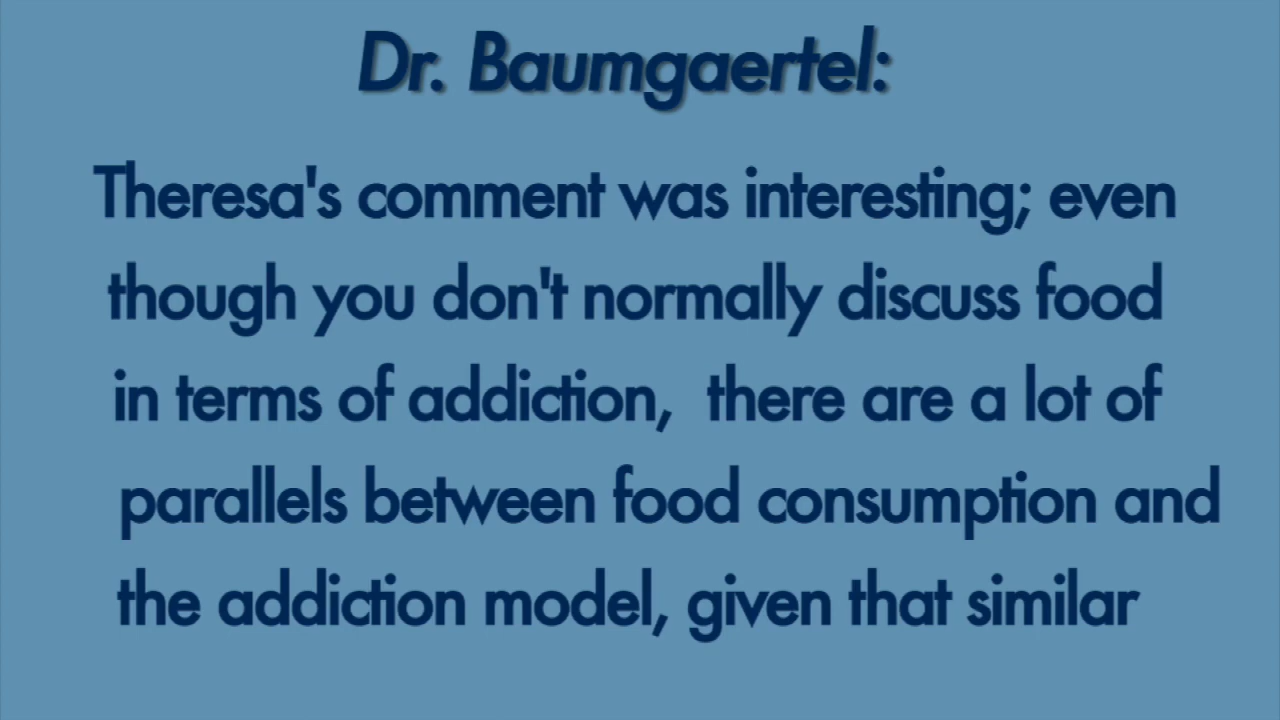 Dr. Baumgaertel:
Theresa's comment was interesting; even
though you don't normally discuss food
in terms of addiction,  there are a lot of
parallels between food consumption and
the addiction model, given that similar